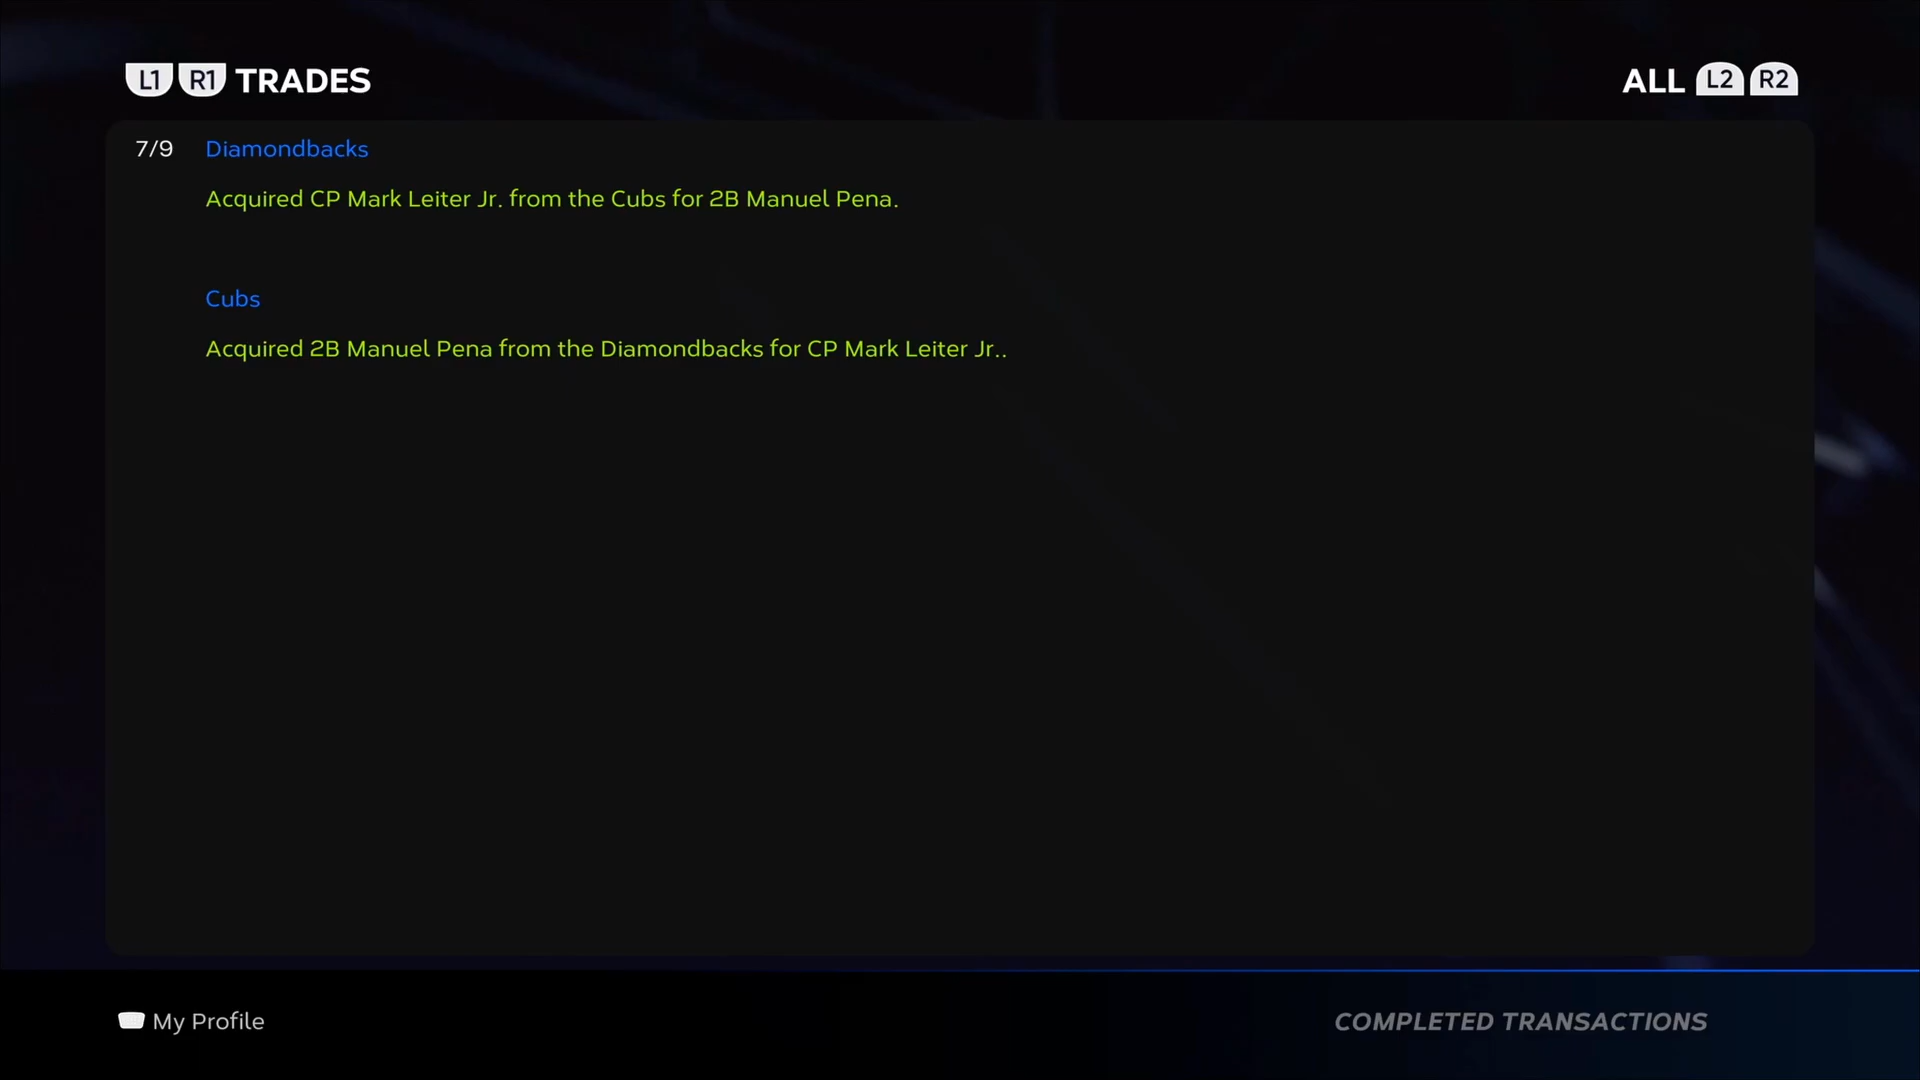 L1 R1 TRADES
ALL L2 R2
7/9 Diamondbacks
Acquired CP Mark Leiter Jr. from the Cubs for 2B Manuel Pena.
Cubs
Acquired 2B Manuel Pena from the Diamondbacks for CP Mark Leiter Jr..
My Profile
COMPLETED TRANSACTIONS